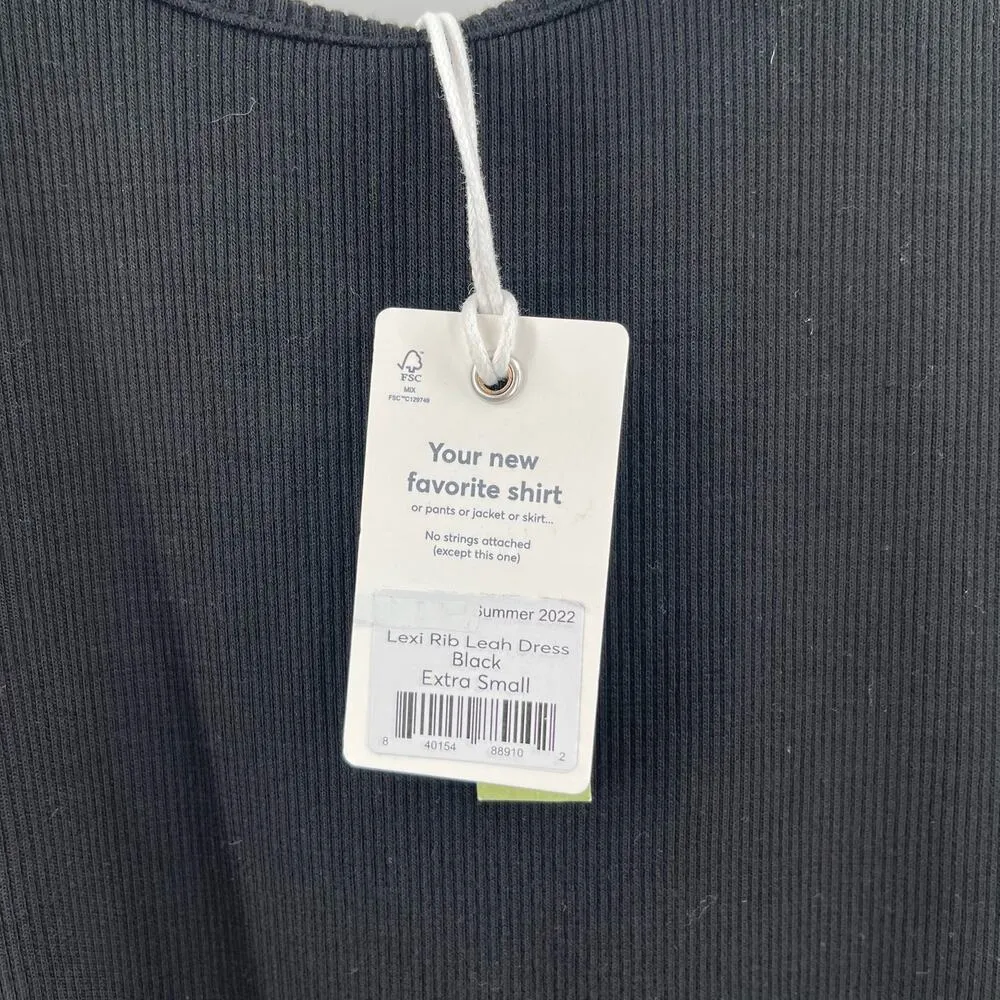 FSC
MIX
FSC™C129749
Your new
favorite shirt
or pants or jacket or skirt...
No strings attached
(except this one)
Summer 2022
Lexi Rib Leah Dress
Black
Extra Small
8 40154 88910 2